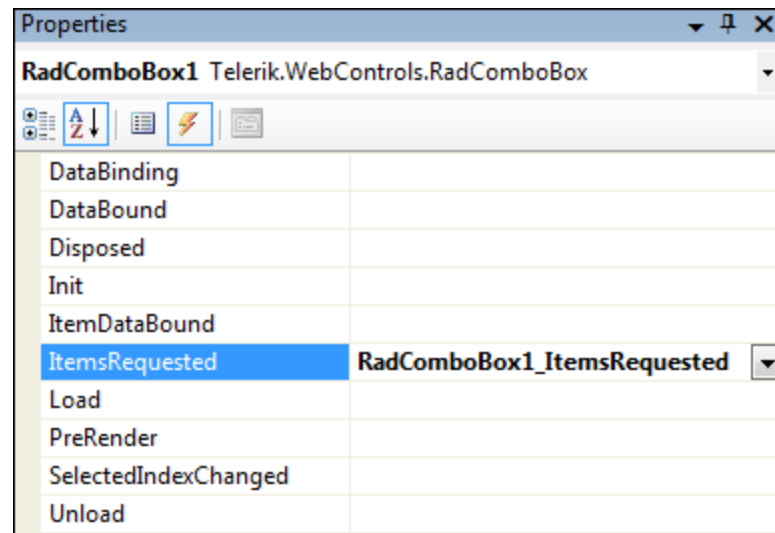 Properties
RadComboBox1 Telerik.WebControls.RadComboBox
A
Z
DataBinding
DataBound
Disposed
Init
ItemDataBound
ItemsRequested RadComboBox1_ItemsRequested
Load
PreRender
SelectedIndexChanged
Unload